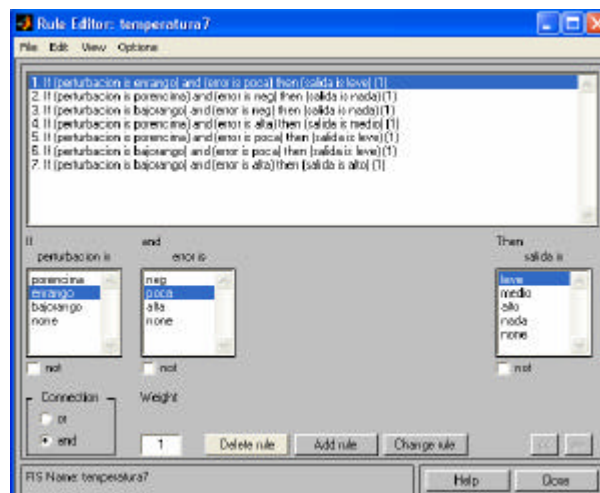 Rule Editor: temperatura7
File Edit View Options
1. If (perturbacion is enrango) and (error is poca) then (salida is leve) (1)
2. If (perturbacion is porencima) and (error is neg) then (salida is nada) (1)
3. If (perturbacion is bajorango) and (error is neg) then (salida is nada) (1)
4. If (perturbacion is porencima) and (error is alta) then (salida is medio) (1)
5. If (perturbacion is porencima) and (error is poca) then (salida is leve) (1)
6. If (perturbacion is bajorango) and (error is poca) then (salida is leve) (1)
7. If (perturbacion is bajorango) and (error is alta) then (salida is alto) (1)
If and Then
perturbacion is error is salida is
porencima neg leve
enrango poca medio
bajorango alta alto
none none nada
none
not not not
Connection Weight
or
and 1 Delete rule Add rule Change rule << >>
FIS Name: temperatura7 Help Close